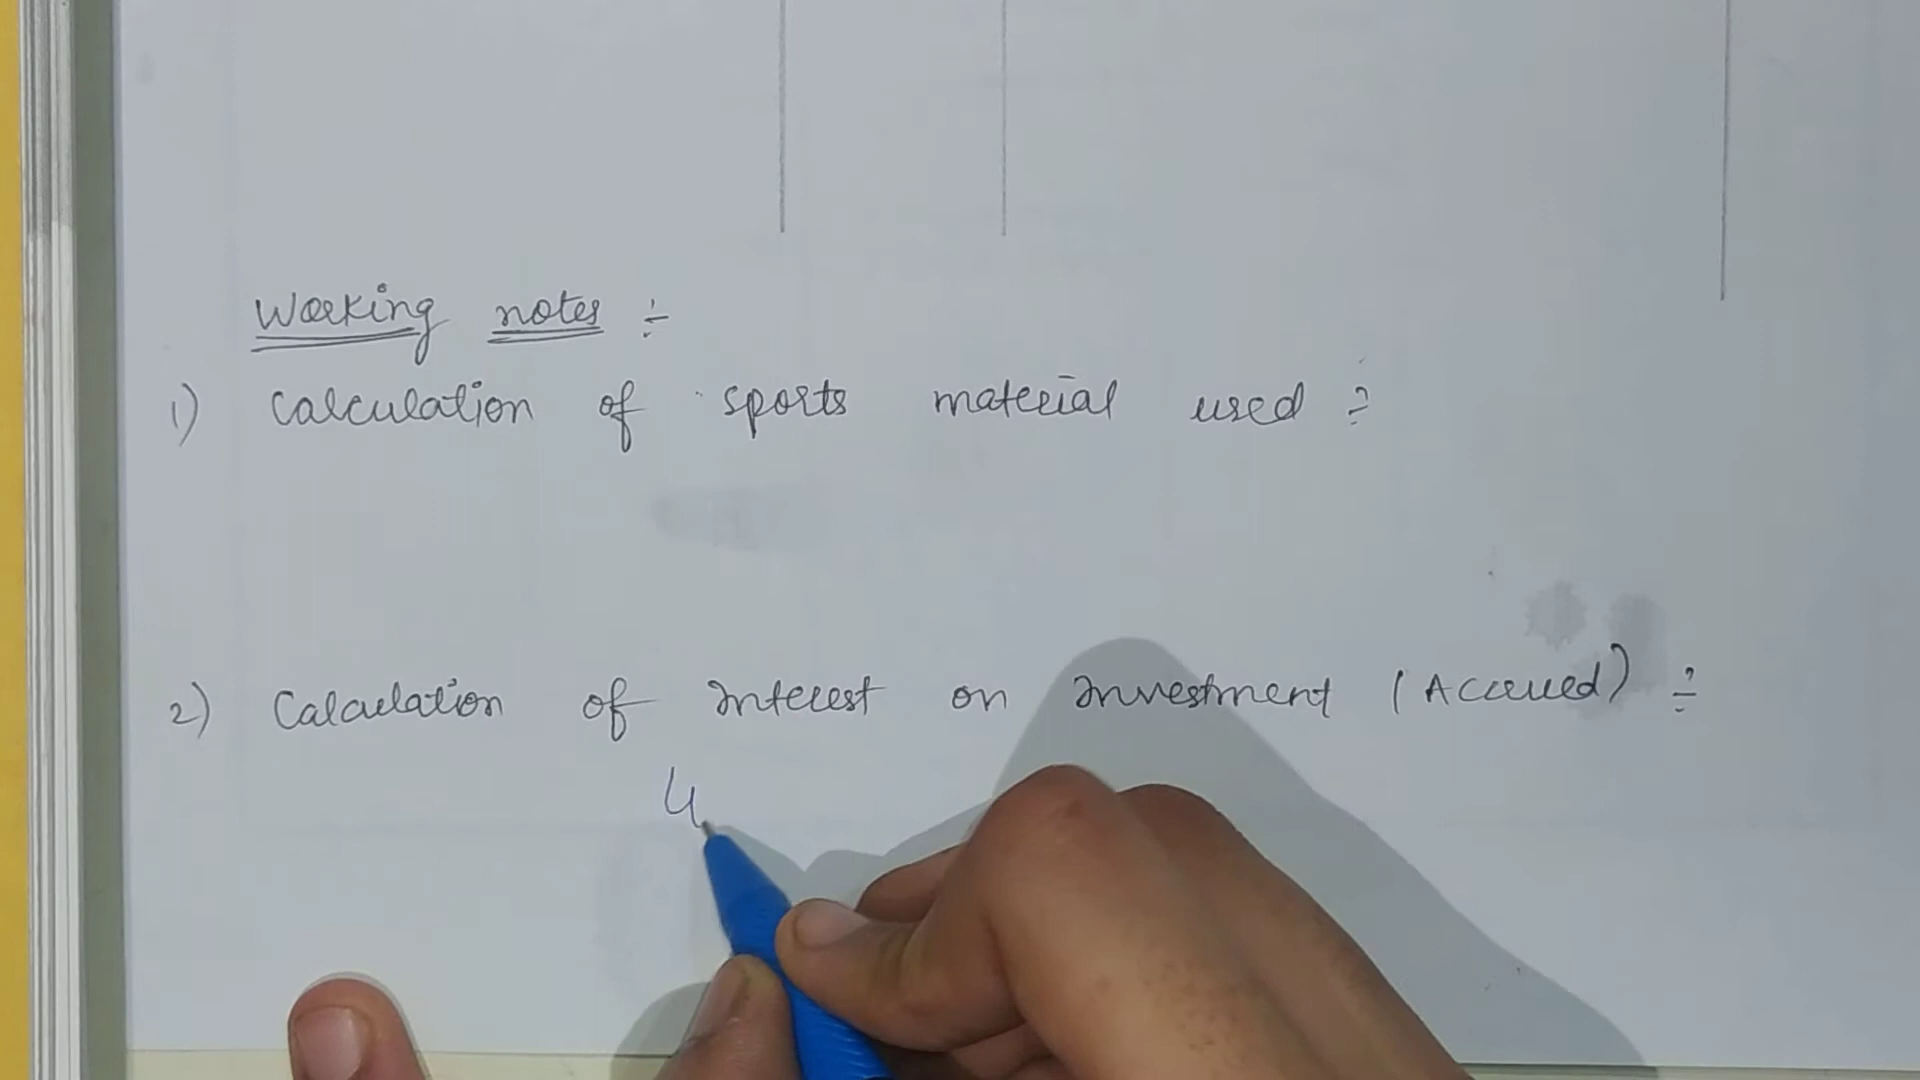 Working notes :-
1) Calculation of sports material used :-
2) Calculation of Interest on Investment (Accrued) :-
4